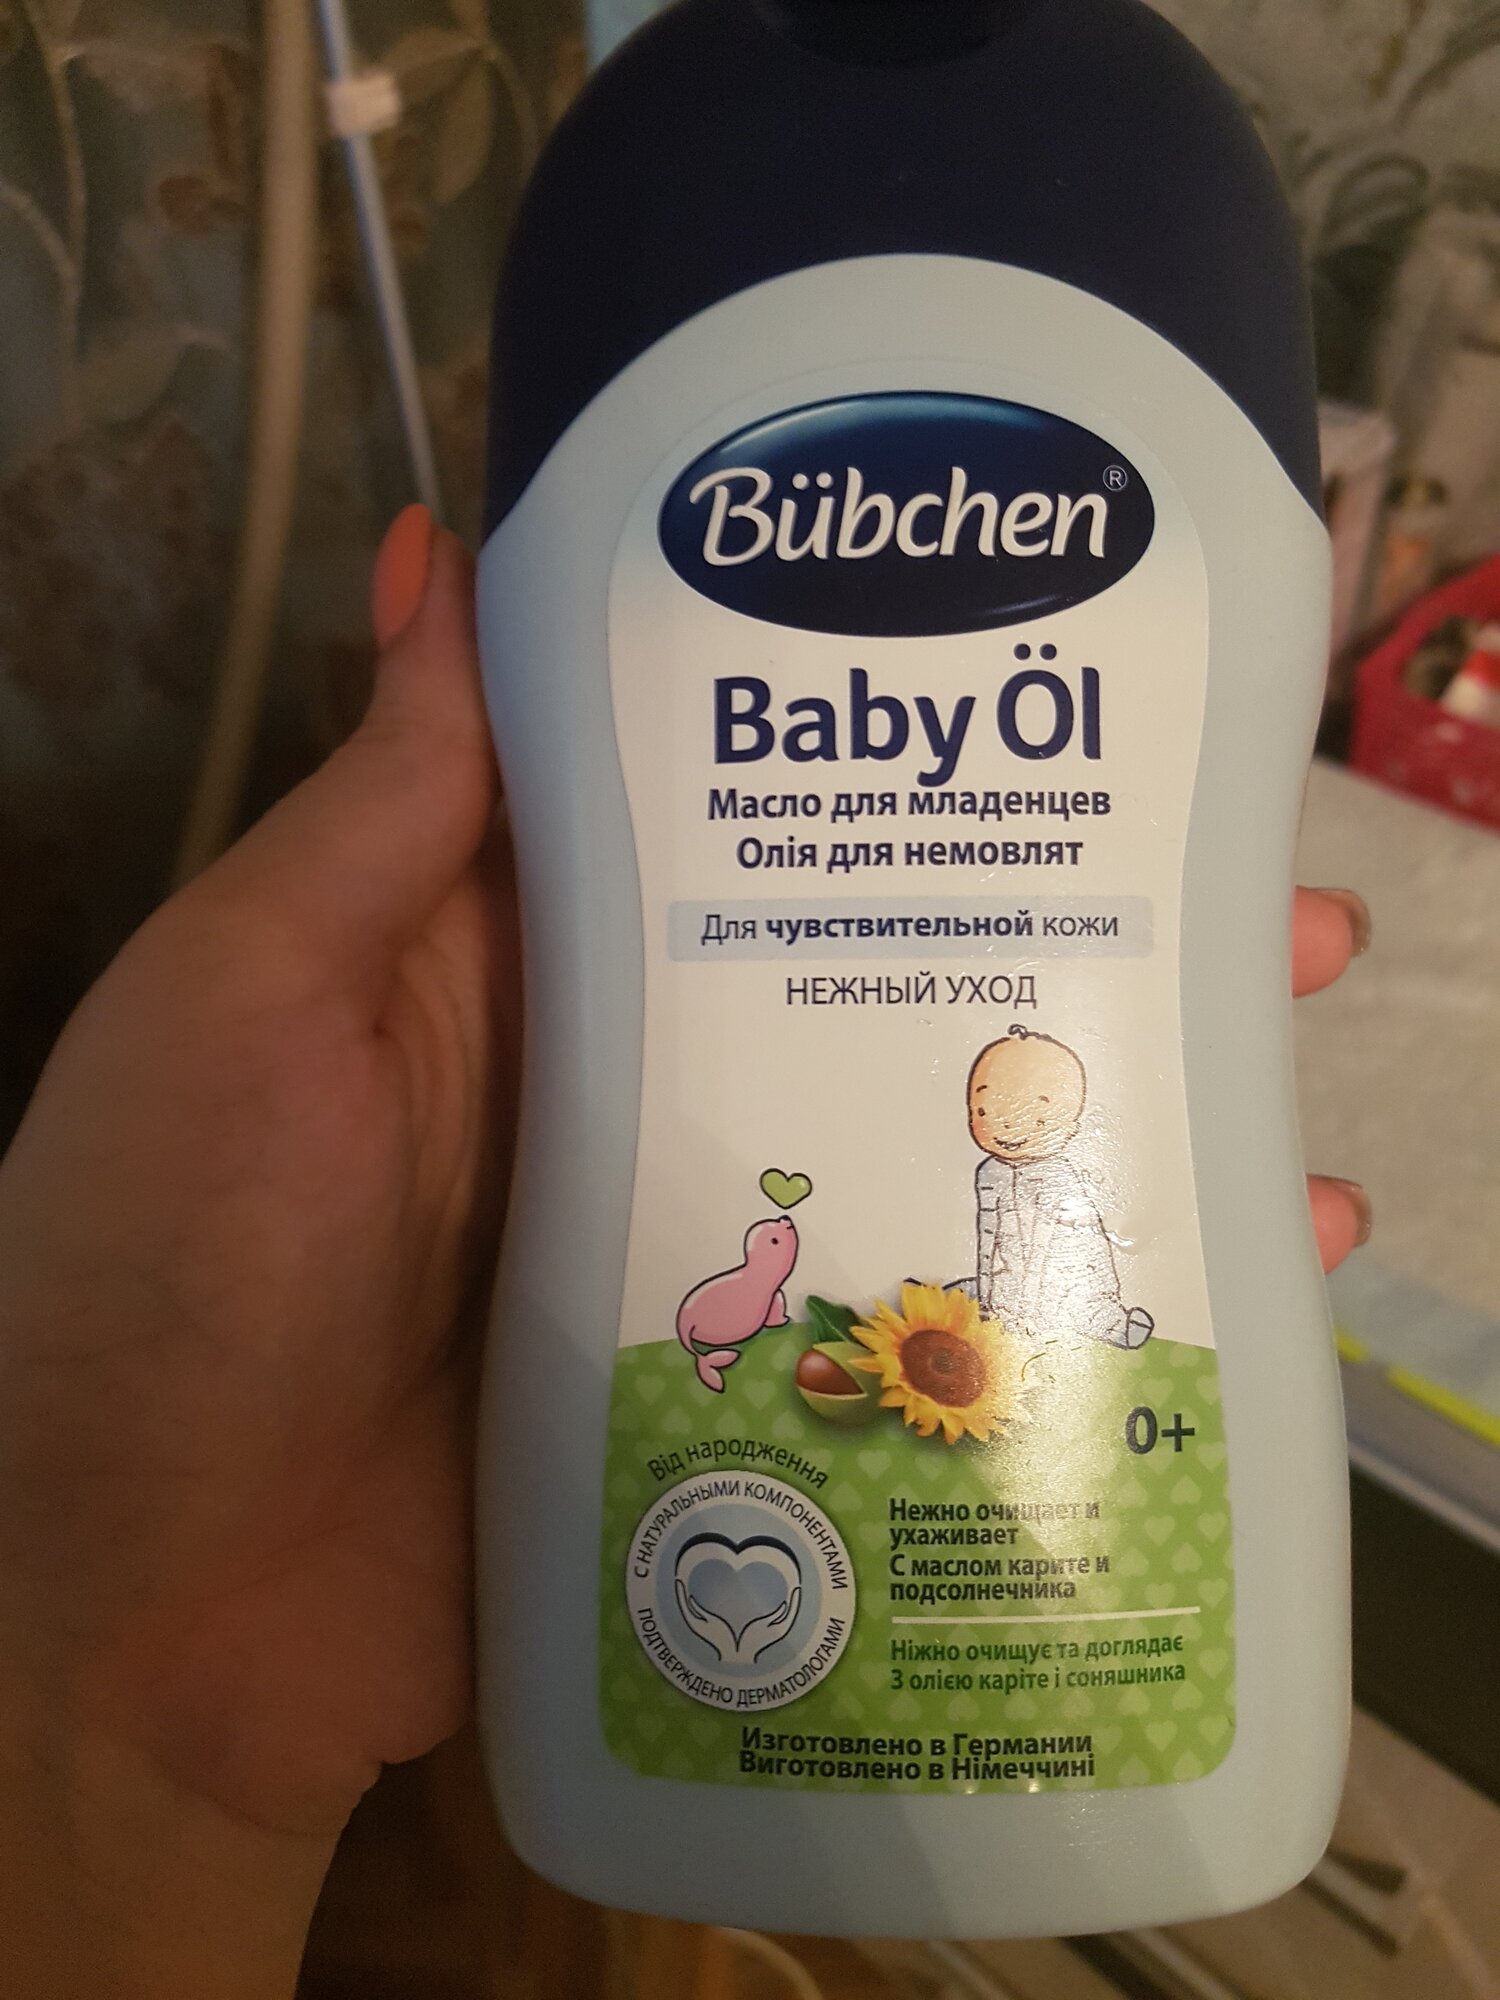 Bübchen®
Baby Öl
Масло для младенцев
Олія для немовлят
Для чувствительной кожи
НЕЖНЫЙ УХОД
0+
Від народження
С НАТУРАЛЬНЫМИ КОМПОНЕНТАМИ
ПОДТВЕРЖДЕНО ДЕРМАТОЛОГАМИ
Нежно очищает и
ухаживает
С маслом карите и
подсолнечника
Ніжно очищує та доглядає
З олією каріте і соняшника
Изготовлено в Германии
Виготовлено в Німеччині